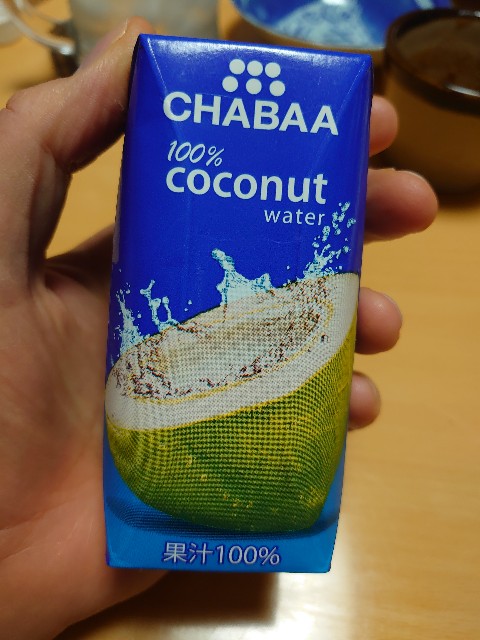 CHABAA
100%
coconut
water
果汁100%